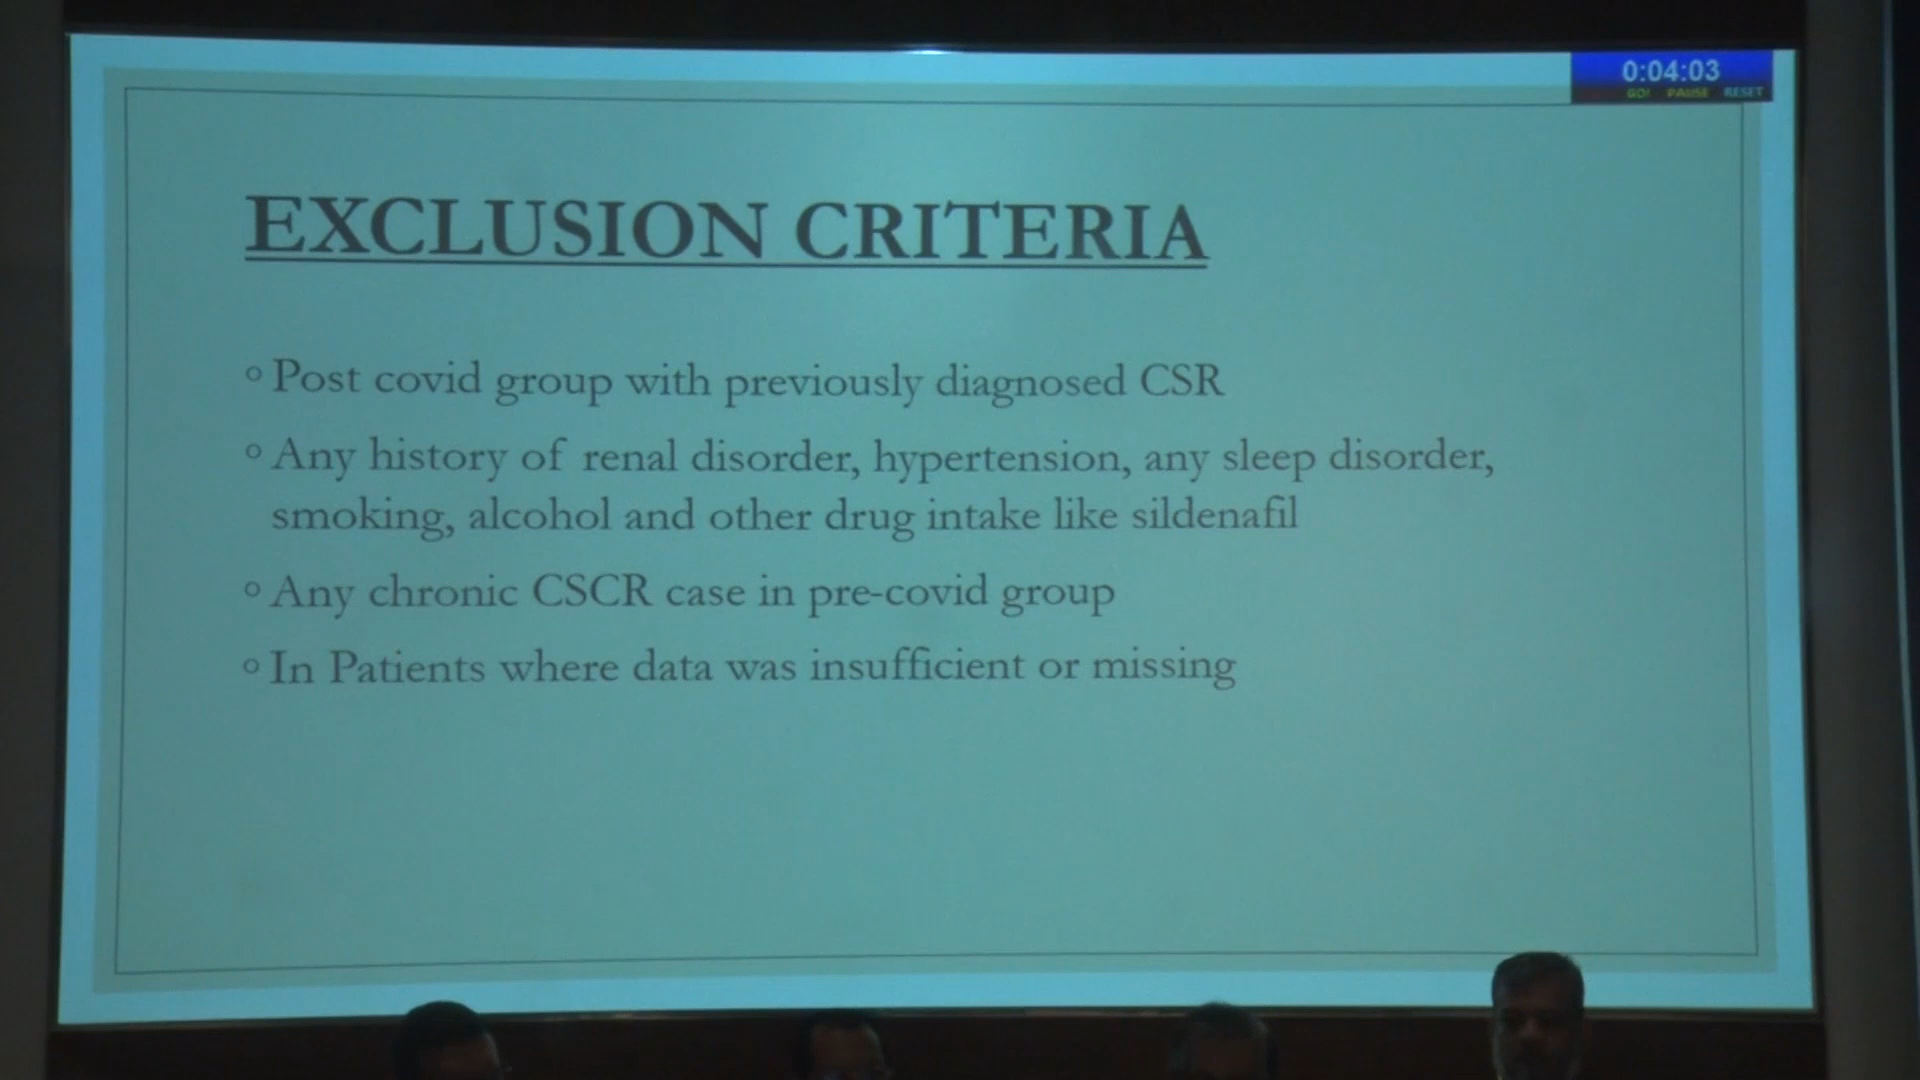 0:04:03
GO! PAUSE RESET
EXCLUSION CRITERIA
◦ Post covid group with previously diagnosed CSR
◦ Any history of renal disorder, hypertension, any sleep disorder,
smoking, alcohol and other drug intake like sildenafil
◦ Any chronic CSCR case in pre-covid group
◦ In Patients where data was insufficient or missing